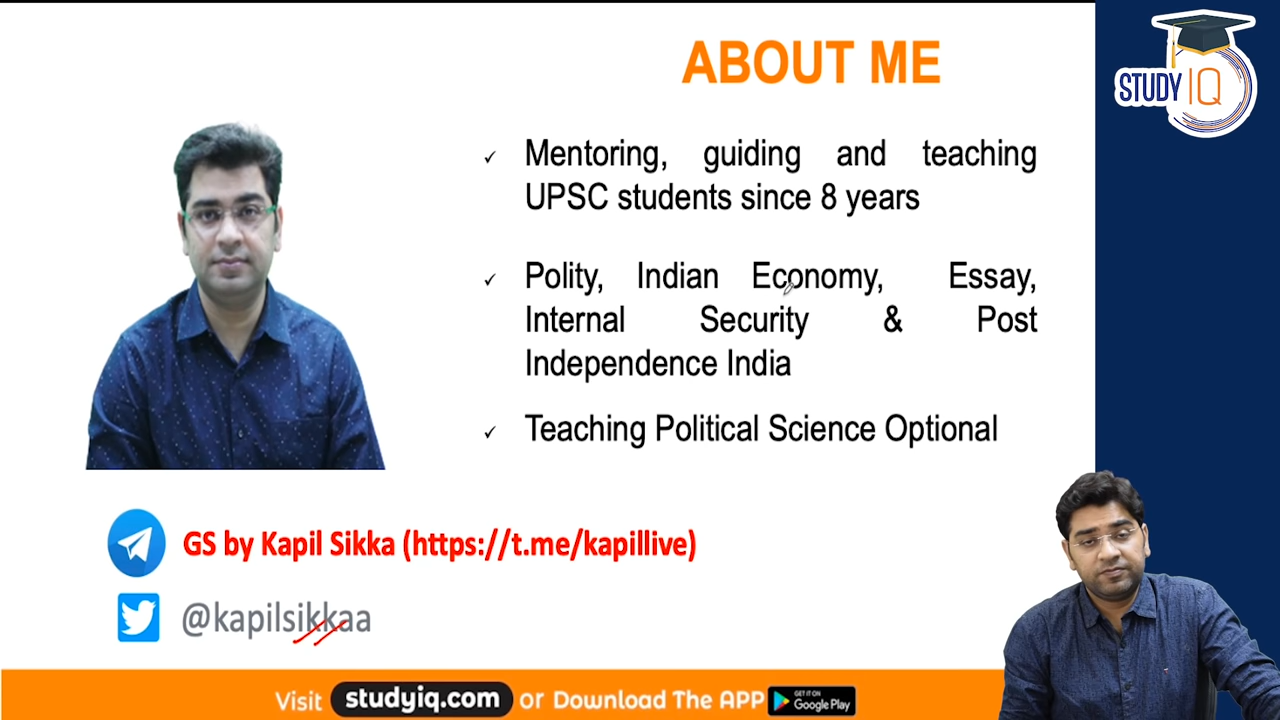 ABOUT ME
STUDY IQ
✓ Mentoring, guiding and teaching
UPSC students since 8 years
✓ Polity, Indian Economy, Essay,
Internal Security & Post
Independence India
✓ Teaching Political Science Optional
GS by Kapil Sikka (https://t.me/kapillive)
@kapilsikkaa
Visit studyiq.com or Download The APP GET IT ON Google Play